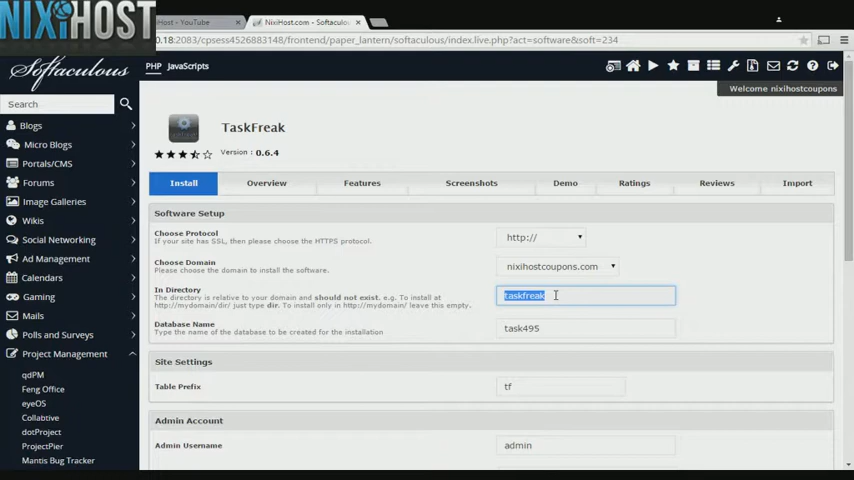 NIXIHOST
iHost - YouTube
NixiHost.com - Softaculous
0.18:2083/cpsess4526883148/frontend/paper_lantern/softaculous/index.live.php?act=software&soft=234
Softaculous
PHP JavaScripts
Welcome nixihostcoupons
Search
Blogs
Micro Blogs
Portals/CMS
Forums
Image Galleries
Wikis
Social Networking
Ad Management
Calendars
Gaming
Mails
Polls and Surveys
Project Management
qdPM
Feng Office
eyeOS
Collabtive
dotProject
ProjectPier
Mantis Bug Tracker
TaskFreak
Version : 0.6.4
Install Overview Features Screenshots Demo Ratings Reviews Import
Software Setup
Choose Protocol
If your site has SSL, then please choose the HTTPS protocol.
http://
Choose Domain
Please choose the domain to install the software.
nixihostcoupons.com
In Directory
The directory is relative to your domain and should not exist. e.g. To install at
http://mydomain/dir/ just type dir. To install only in http://mydomain/ leave this empty.
taskfreak
Database Name
Type the name of the database to be created for the installation
task495
Site Settings
Table Prefix
tf
Admin Account
Admin Username
admin